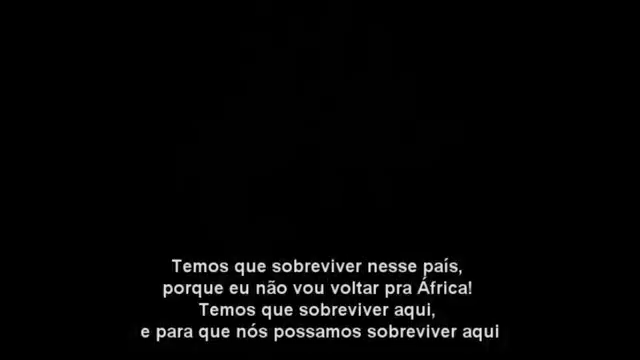 Temos que sobreviver nesse país,
porque eu não vou voltar pra África!
Temos que sobreviver aqui,
e para que nós possamos sobreviver aqui